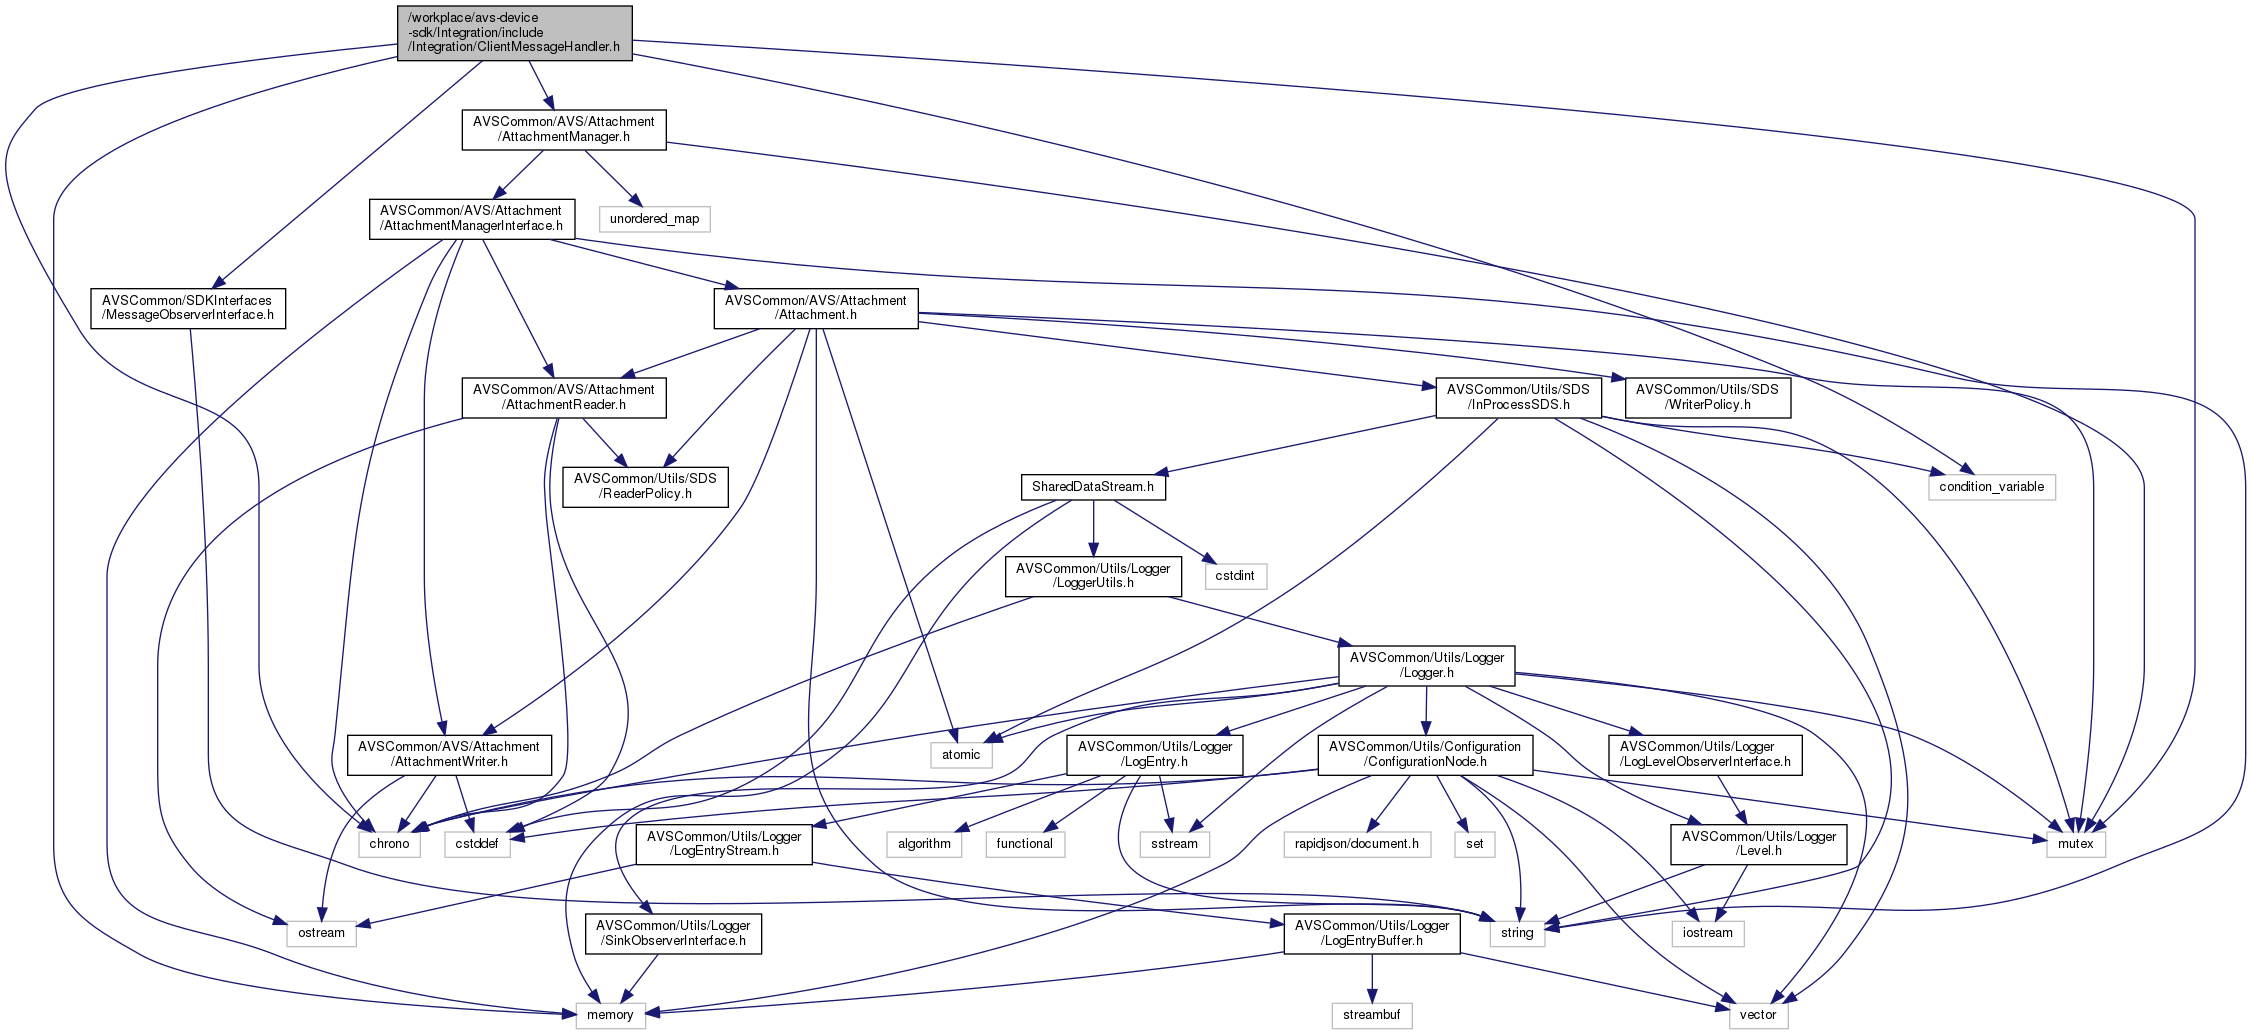 /workplace/avs-device
-sdk/Integration/include
/Integration/ClientMessageHandler.h
AVSCommon/AVS/Attachment
/AttachmentManager.h
AVSCommon/AVS/Attachment
/AttachmentManagerInterface.h
unordered_map
AVSCommon/SDKInterfaces
/MessageObserverInterface.h
AVSCommon/AVS/Attachment
/Attachment.h
AVSCommon/AVS/Attachment
/AttachmentReader.h
AVSCommon/Utils/SDS
/InProcessSDS.h
AVSCommon/Utils/SDS
/WriterPolicy.h
AVSCommon/Utils/SDS
/ReaderPolicy.h
SharedDataStream.h
condition_variable
AVSCommon/Utils/Logger
/LoggerUtils.h
cstdint
AVSCommon/Utils/Logger
/Logger.h
AVSCommon/AVS/Attachment
/AttachmentWriter.h
atomic
AVSCommon/Utils/Logger
/LogEntry.h
AVSCommon/Utils/Configuration
/ConfigurationNode.h
AVSCommon/Utils/Logger
/LogLevelObserverInterface.h
chrono
cstddef
AVSCommon/Utils/Logger
/LogEntryStream.h
algorithm
functional
sstream
rapidjson/document.h
set
AVSCommon/Utils/Logger
/Level.h
mutex
ostream
AVSCommon/Utils/Logger
/SinkObserverInterface.h
AVSCommon/Utils/Logger
/LogEntryBuffer.h
string
iostream
memory
streambuf
vector